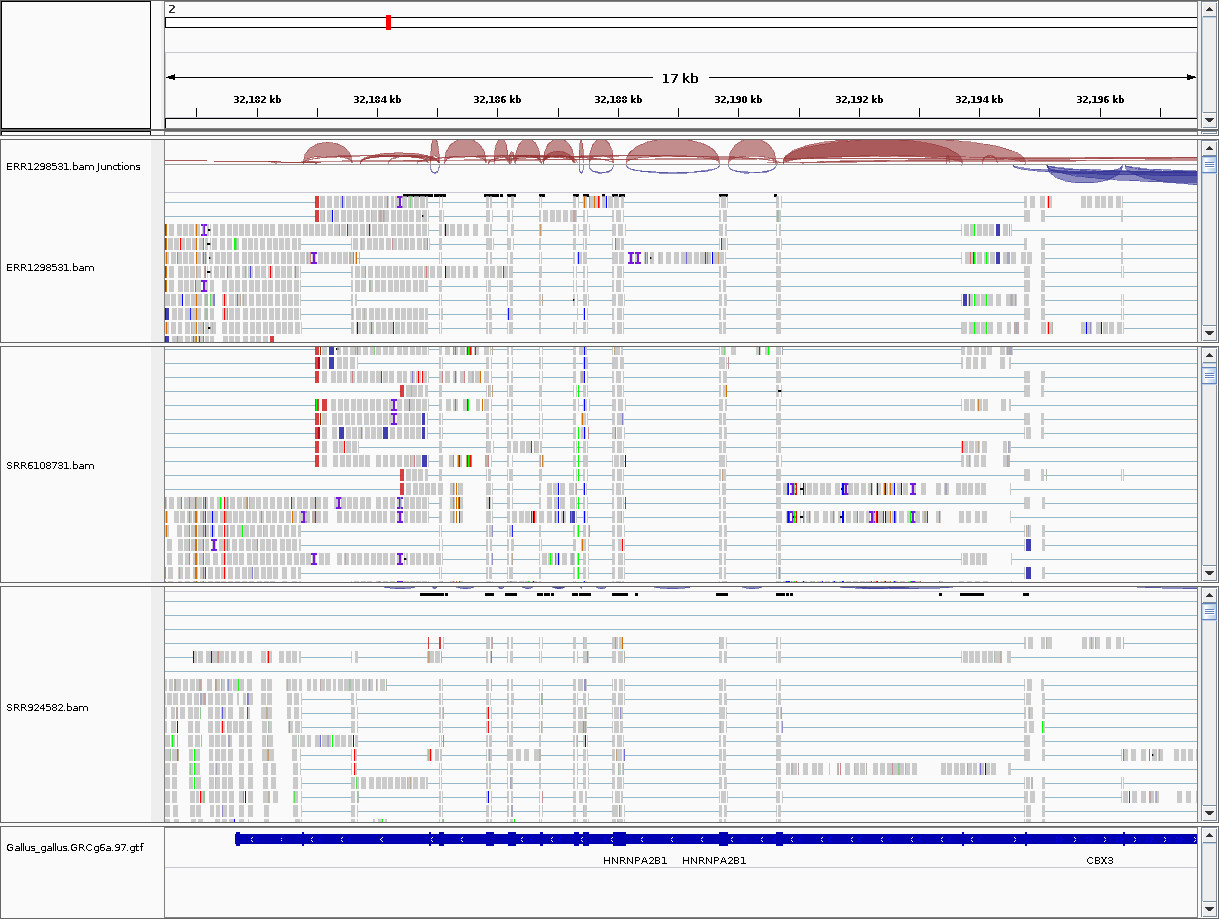 2
17 kb
32,182 kb 32,184 kb 32,186 kb 32,188 kb 32,190 kb 32,192 kb 32,194 kb 32,196 kb
ERR1298531.bam Junctions
ERR1298531.bam
SRR6108731.bam
SRR924582.bam
Gallus_gallus.GRCg6a.97.gtf
HNRNPA2B1 HNRNPA2B1 CBX3